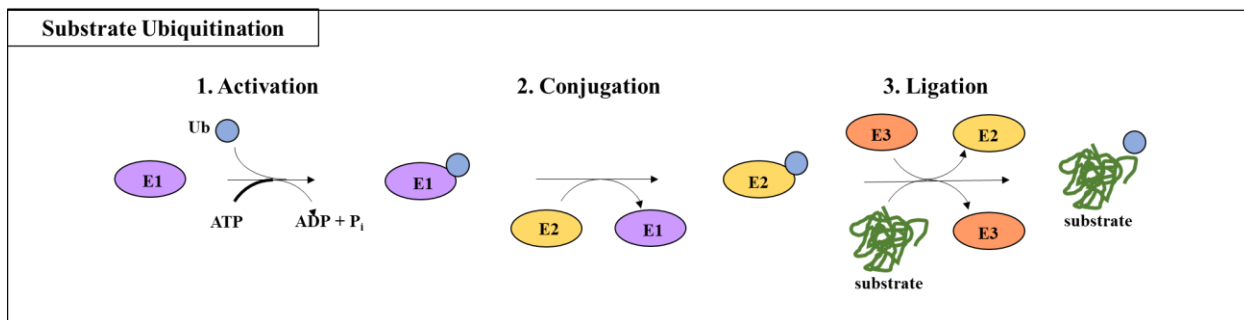 Substrate Ubiquitination
1. Activation
2. Conjugation
3. Ligation
Ub
E3
E2
E1
E1
E2
ATP
ADP + Pi
E2
E1
E3
substrate
substrate